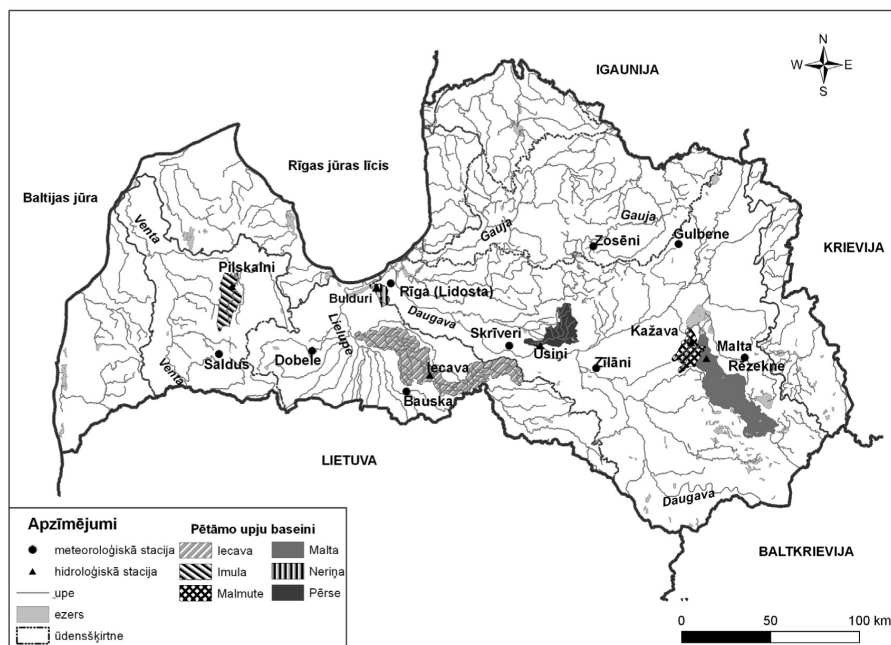 N
W E
S
IGAUNIJA
Rīgas jūras līcis
Baltijas jūra
Venta
Gauja
Gauja
Zosēni
Gulbene
KRIEVIJA
Pilskalni
Bulduri
Rīga (Lidosta)
Daugava
Lielupe
Skrīveri
Ūsiņi
Kažava
Malta
Rēzekne
Zīlāni
Saldus
Dobele
Venta
Iecava
Bauska
LIETUVA
Daugava
BALTKRIEVIJA
Apzīmējumi
meteoroloģiskā stacija
hidroloģiskā stacija
upe
ezers
ūdensšķirtne
Pētāmo upju baseini
Iecava
Malta
Imula
Neriņa
Malmute
Pērse
0 50 100 km